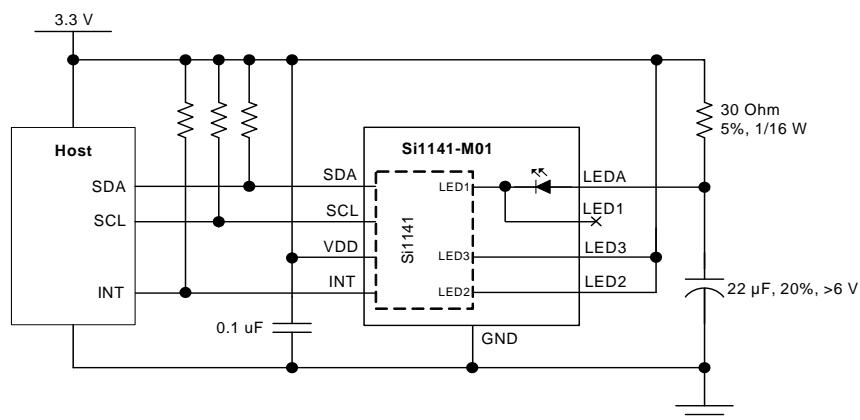 3.3 V
30 Ohm
5%, 1/16 W
Host
Si1141-M01
SDA
SDA
LED1
LEDA
SCL
SCL
LED1
Si1141
VDD
LED3
LED3
INT
INT
LED2
LED2
22 µF, 20%, >6 V
0.1 uF
GND